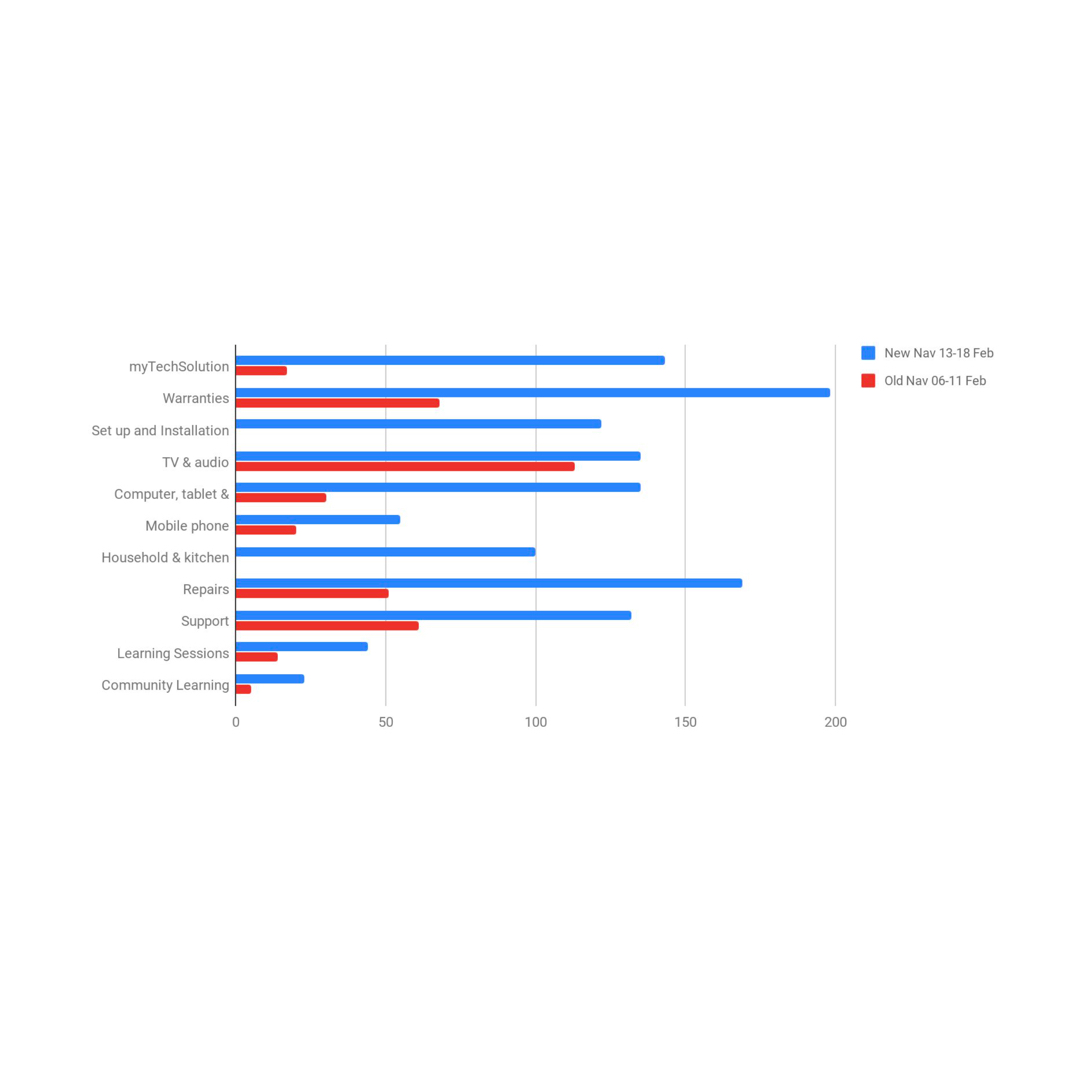 myTechSolution
Warranties
Set up and Installation
TV & audio
Computer, tablet &
Mobile phone
Household & kitchen
Repairs
Support
Learning Sessions
Community Learning
0 50 100 150 200
New Nav 13-18 Feb
Old Nav 06-11 Feb